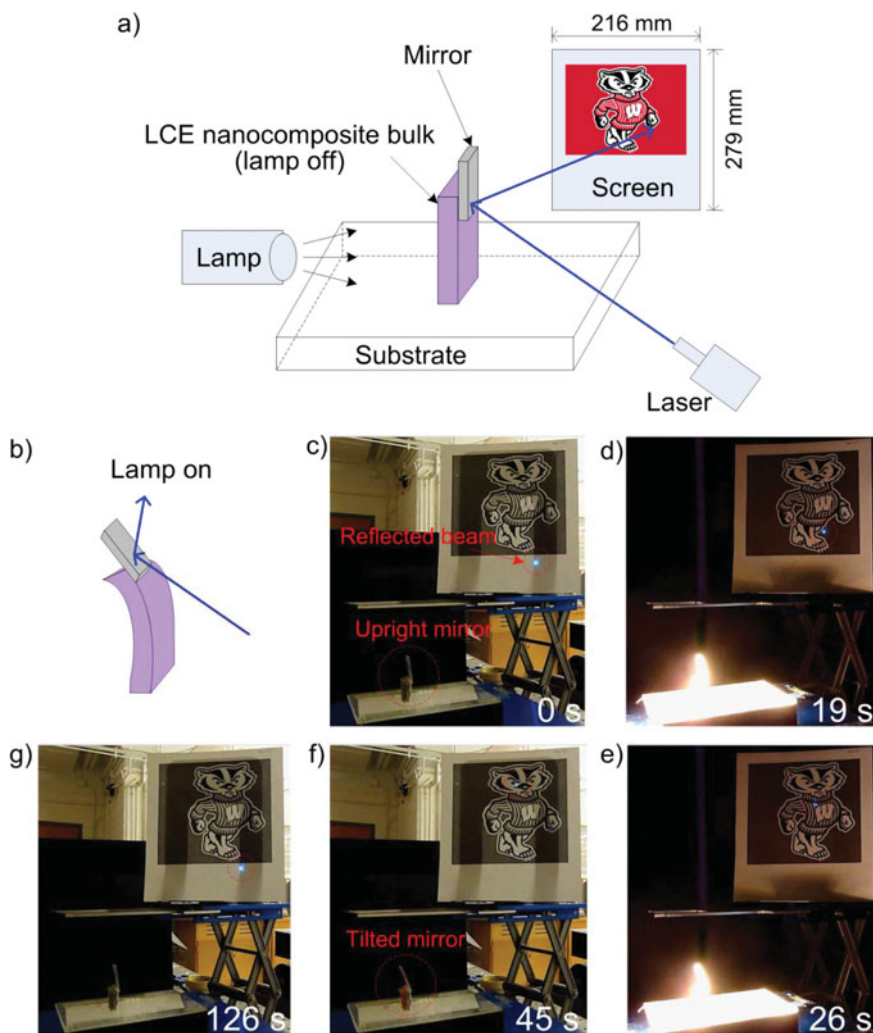 a)
216 mm
Mirror
LCE nanocomposite bulk
(lamp off)
W
279 mm
Screen
Lamp
Substrate
Laser
b)
Lamp on
c)
W
Reflected beam
Upright mirror
0 s
d)
W
19 s
g)
W
126 s
f)
W
Tilted mirror
45 s
e)
W
26 s